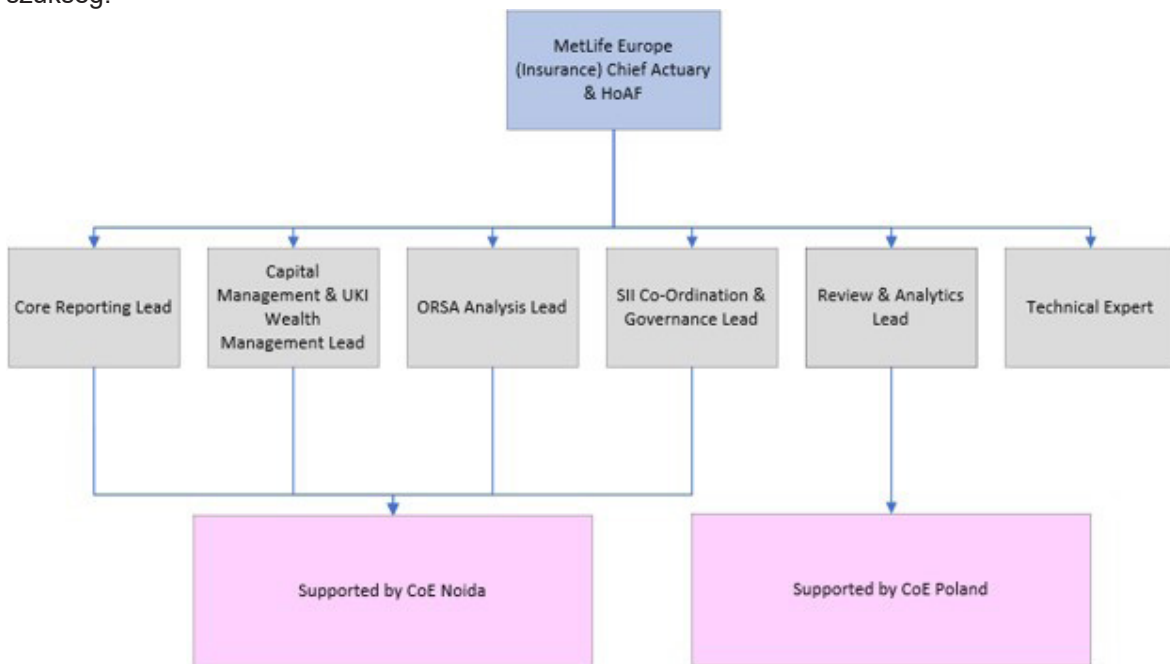 szükség.
MetLife Europe
(Insurance) Chief Actuary
& HoAF
Core Reporting Lead
Capital
Management & UKI
Wealth
Management Lead
ORSA Analysis Lead
SII Co-Ordination &
Governance Lead
Review & Analytics
Lead
Technical Expert
Supported by CoE Noida
Supported by CoE Poland